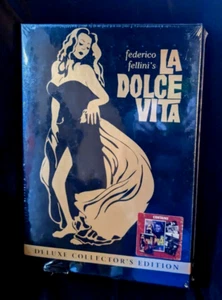 federico
fellini's
LA
DOLCE
VITA
DELUXE COLLECTOR'S EDITION